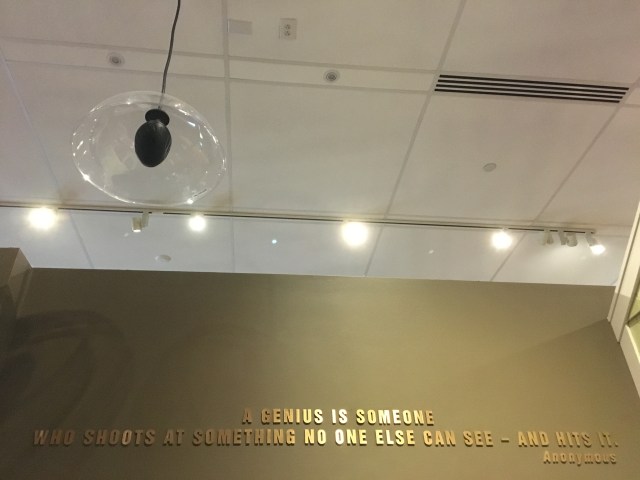 A GENIUS IS SOMEONE
WHO SHOOTS AT SOMETHING NO ONE ELSE CAN SEE – AND HITS IT.
Anonymous